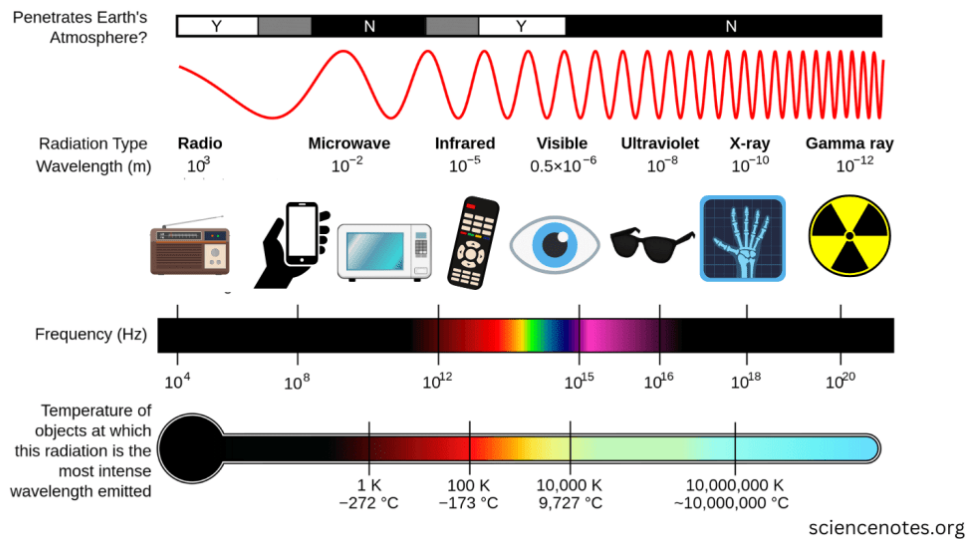 Penetrates Earth's
Atmosphere?
Y N Y N
Radiation Type Radio Microwave Infrared Visible Ultraviolet X-ray Gamma ray
Wavelength (m) 10³ 10⁻² 10⁻⁵ 0.5×10⁻⁶ 10⁻⁸ 10⁻¹⁰ 10⁻¹²
Frequency (Hz)
10⁴ 10⁸ 10¹² 10¹⁵ 10¹⁶ 10¹⁸ 10²⁰
Temperature of
objects at which
this radiation is the
most intense
wavelength emitted
1 K 100 K 10,000 K 10,000,000 K
−272 °C −173 °C 9,727 °C ~10,000,000 °C
sciencenotes.org